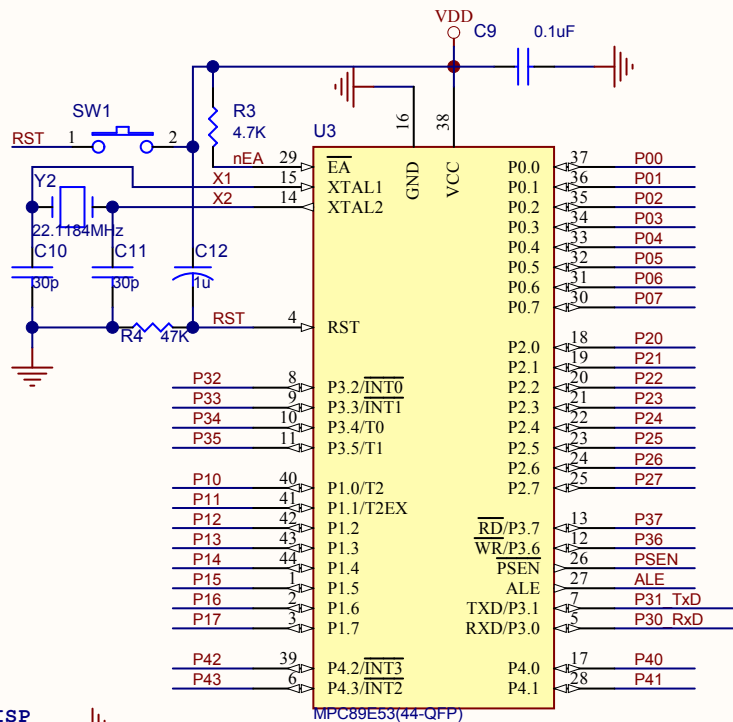 VDD
C9
0.1uF
SW1
RST 1 2
R3
4.7K
U3
16
38
nEA 29 EA
GND
VCC
X1 15 XTAL1
X2 14 XTAL2
Y2
22.1184MHz
C10
30p
C11
30p
C12
1u
R4 47K
RST 4 RST
P32 8 P3.2/INT0
P33 9 P3.3/INT1
P34 10 P3.4/T0
P35 11 P3.5/T1
P10 40 P1.0/T2
P11 41 P1.1/T2EX
P12 42 P1.2
P13 43 P1.3
P14 44 P1.4
P15 1 P1.5
P16 2 P1.6
P17 3 P1.7
P42 39 P4.2/INT3
P43 6 P4.3/INT2
P0.0 37 P00
P0.1 36 P01
P0.2 35 P02
P0.3 34 P03
P0.4 33 P04
P0.5 32 P05
P0.6 31 P06
P0.7 30 P07
P2.0 18 P20
P2.1 19 P21
P2.2 20 P22
P2.3 21 P23
P2.4 22 P24
P2.5 23 P25
P2.6 24 P26
P2.7 25 P27
RD/P3.7 13 P37
WR/P3.6 12 P36
PSEN 26 PSEN
ALE 27 ALE
TXD/P3.1 7 P31_TxD
RXD/P3.0 5 P30_RxD
P4.0 17 P40
P4.1 28 P41
MPC89E53(44-QFP)
ISP